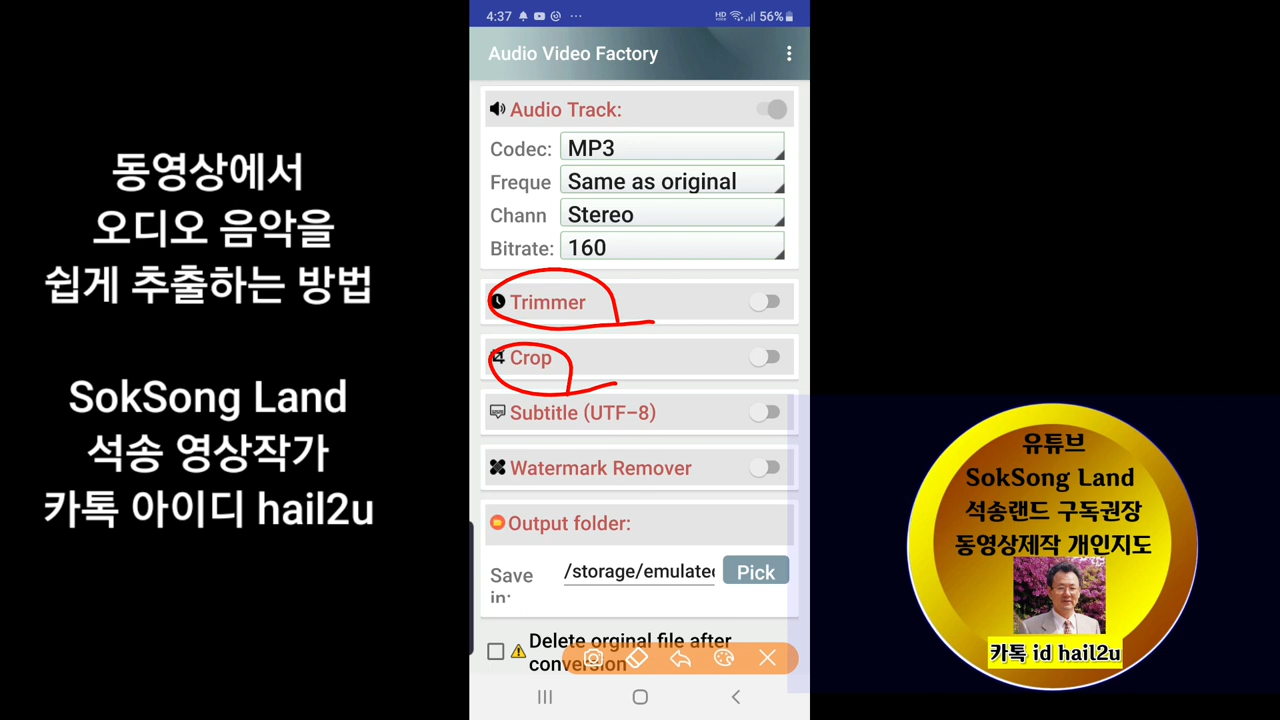 동영상에서
오디오 음악을
쉽게 추출하는 방법
SokSong Land
석송 영상작가
카톡 아이디 hail2u
4:37
56%
Audio Video Factory
Audio Track:
Codec: MP3
Freque Same as original
Chann Stereo
Bitrate: 160
Trimmer
Crop
Subtitle (UTF-8)
Watermark Remover
Output folder:
Save in: /storage/emulated Pick
Delete orginal file after
conversion
유튜브
SokSong Land
석송랜드 구독권장
동영상제작 개인지도
카톡 id hail2u